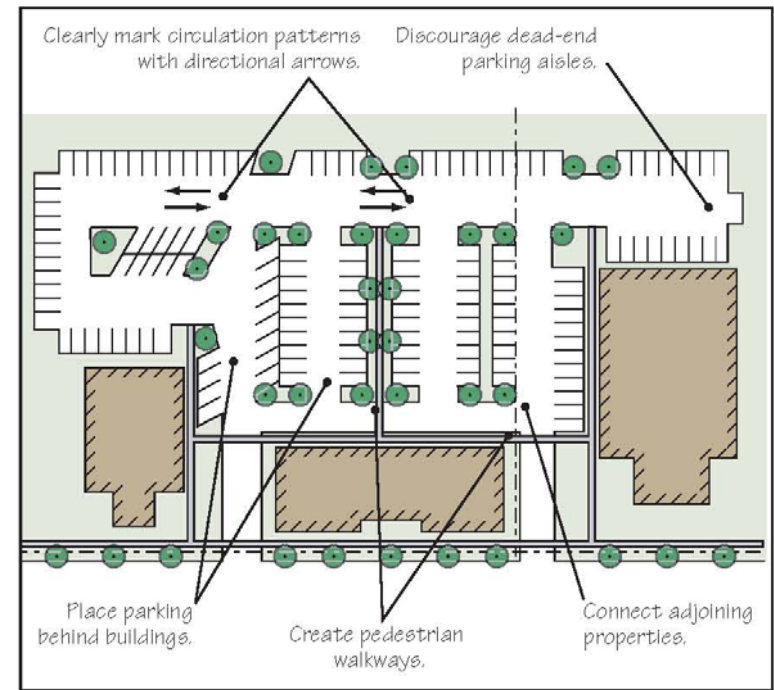 Clearly mark circulation patterns
with directional arrows.
Discourage dead-end
parking aisles.
Place parking
behind buildings.
Create pedestrian
walkways.
Connect adjoining
properties.